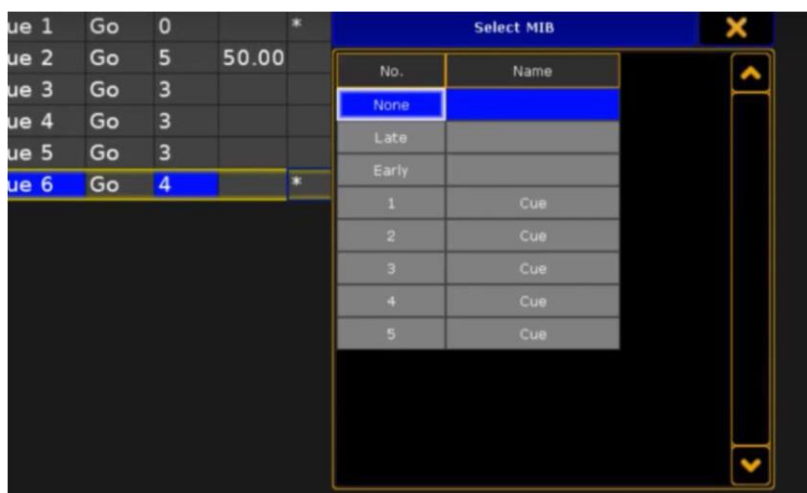 ue 1 Go 0 *
ue 2 Go 5 50.00
ue 3 Go 3
ue 4 Go 3
ue 5 Go 3
ue 6 Go 4 *
Select MIB X
No. Name
None
Late
Early
1 Cue
2 Cue
3 Cue
4 Cue
5 Cue